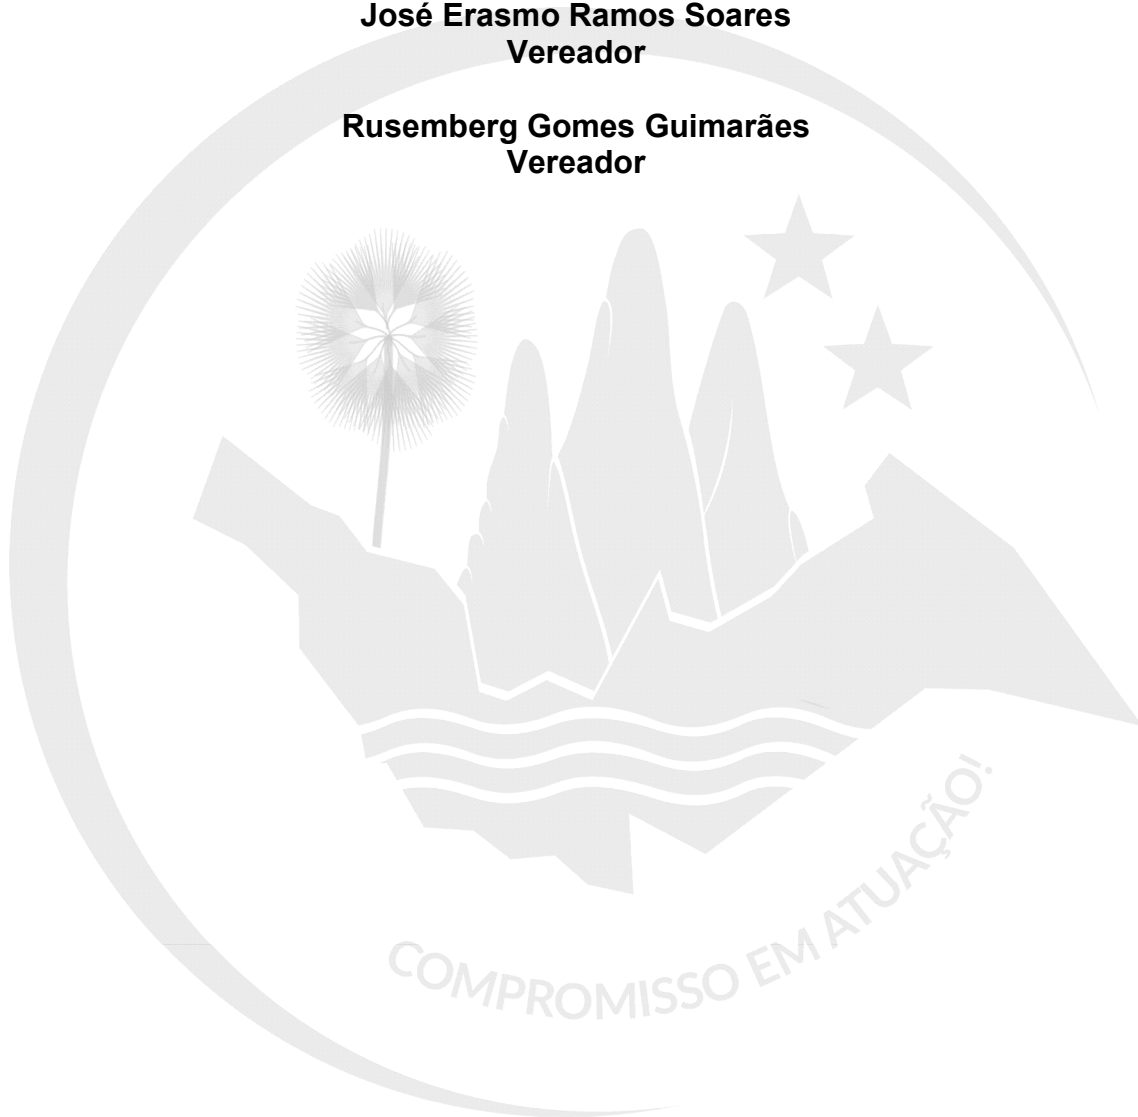 José Erasmo Ramos Soares
Vereador
Rusemberg Gomes Guimarães
Vereador
COMPROMISSO EM ATUAÇÃO!